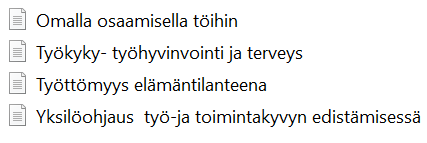 Omalla osaamisella töihin
Työkyky- työhyvinvointi ja terveys
Työttömyys elämäntilanteena
Yksilöohjaus  työ-ja toimintakyvyn edistämisessä